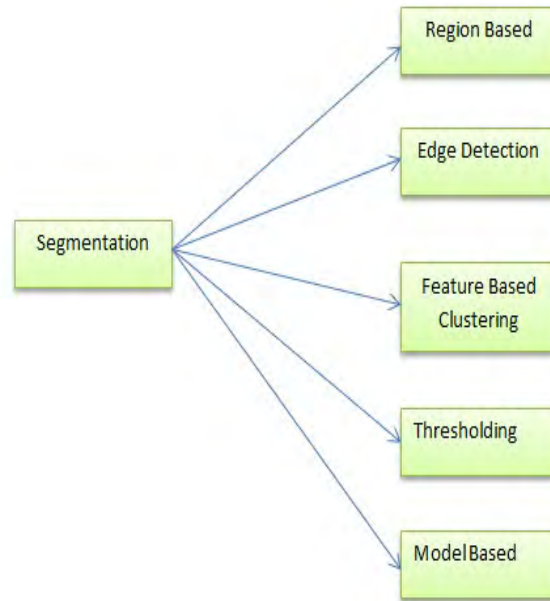 Region Based
Edge Detection
Segmentation
Feature Based
Clustering
Thresholding
Model Based